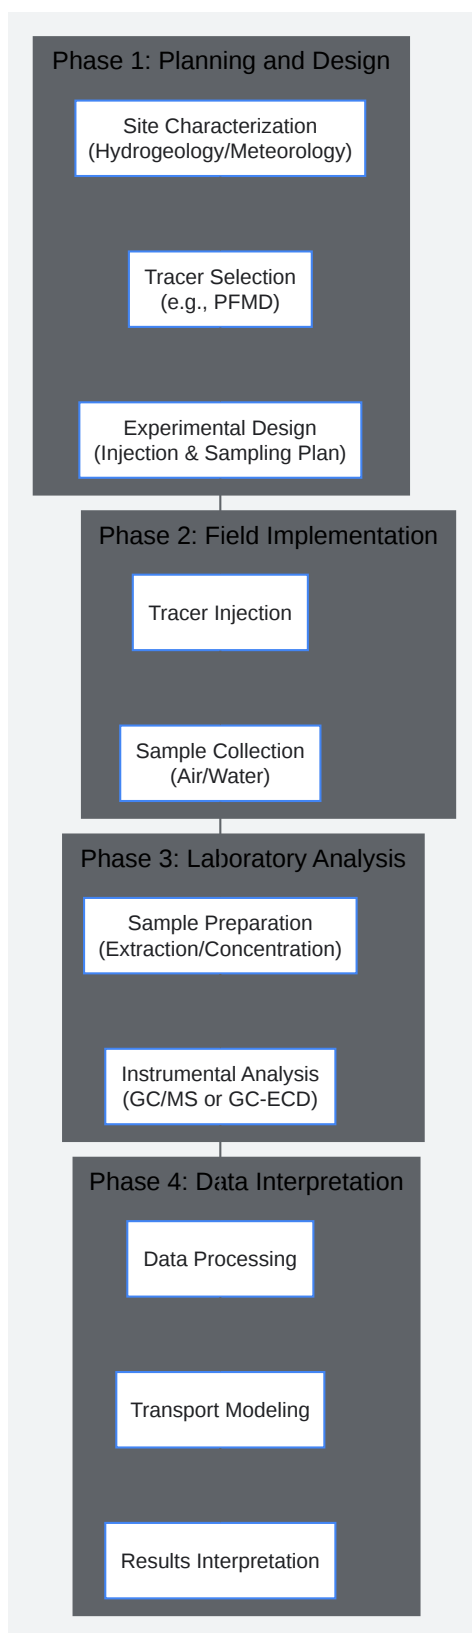 Phase 1: Planning and Design
Site Characterization
(Hydrogeology/Meteorology)
Tracer Selection
(e.g., PFMD)
Experimental Design
(Injection & Sampling Plan)
Phase 2: Field Implementation
Tracer Injection
Sample Collection
(Air/Water)
Phase 3: Laboratory Analysis
Sample Preparation
(Extraction/Concentration)
Instrumental Analysis
(GC/MS or GC-ECD)
Phase 4: Data Interpretation
Data Processing
Transport Modeling
Results Interpretation